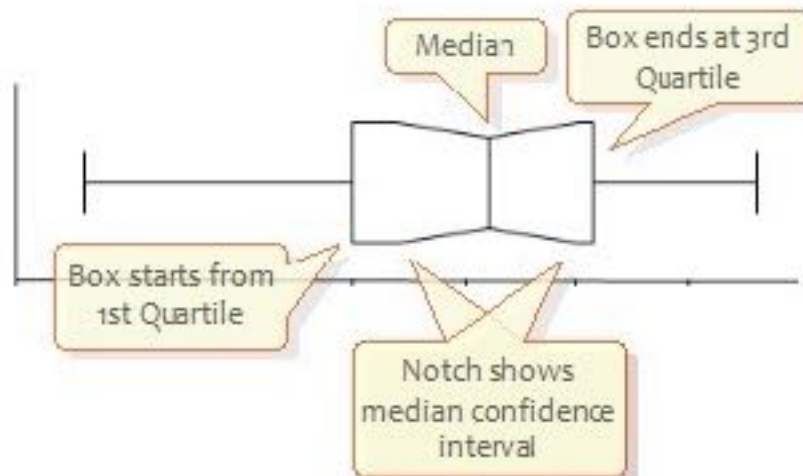 Median
Box ends at 3rd
Quartile
Box starts from
1st Quartile
Notch shows
median confidence
interval